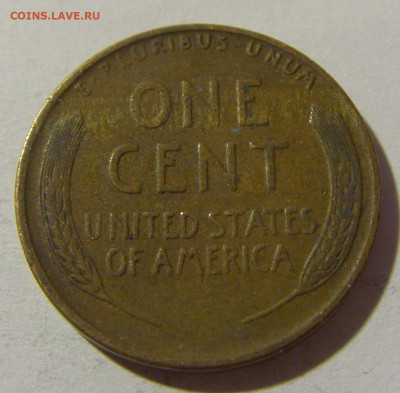 COINS.LAVE.RU
E·PLURIBUS·UNUM
ONE
CENT
UNITED STATES
OF AMERICA